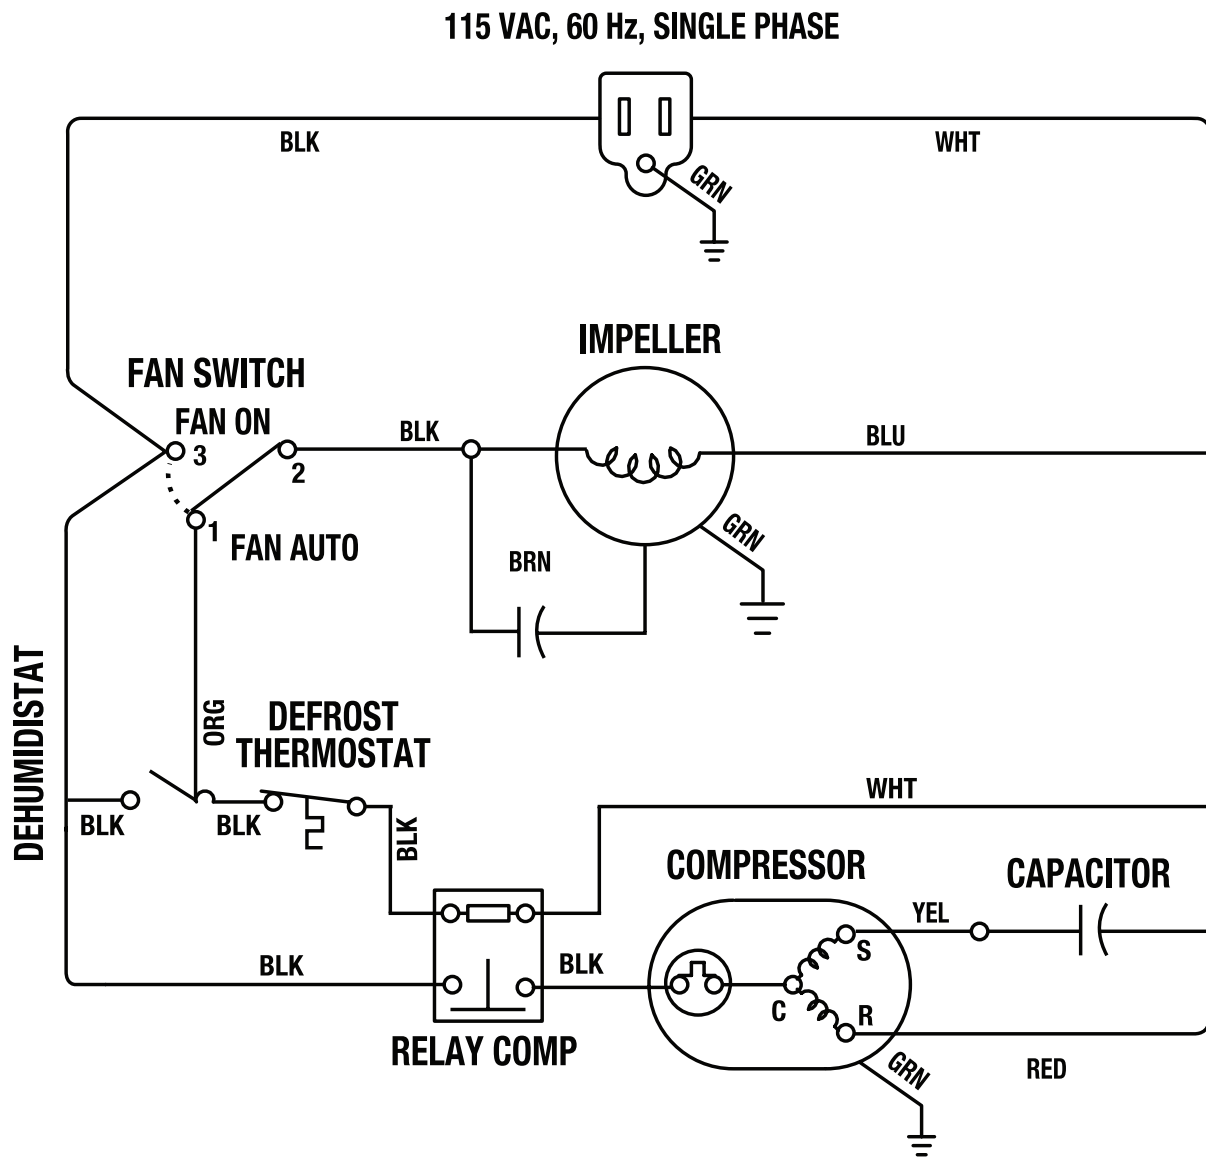 115 VAC, 60 Hz, SINGLE PHASE
BLK
WHT
GRN
IMPELLER
FAN SWITCH
FAN ON
3
2
BLK
BLU
1
FAN AUTO
GRN
BRN
DEHUMIDISTAT
ORG
DEFROST
THERMOSTAT
BLK
BLK
BLK
WHT
COMPRESSOR
CAPACITOR
YEL
S
BLK
BLK
C
R
RELAY COMP
GRN
RED